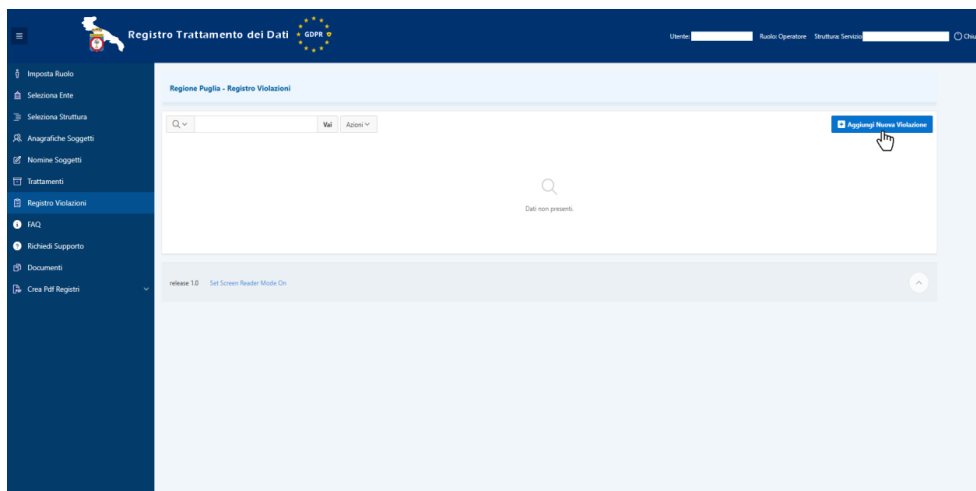 Registro Trattamento dei Dati GDPR
Utente: Ruolo: Operatore Struttura: Servizio Chiu
Imposta Ruolo
Seleziona Ente
Seleziona Struttura
Anagrafiche Soggetti
Nomine Soggetti
Trattamenti
Registro Violazioni
FAQ
Richiedi Supporto
Documenti
Crea Pdf Registri
Regione Puglia - Registro Violazioni
Vai Azioni Aggiungi Nuova Violazione
Dati non presenti.
release 1.0 Set Screen Reader Mode On